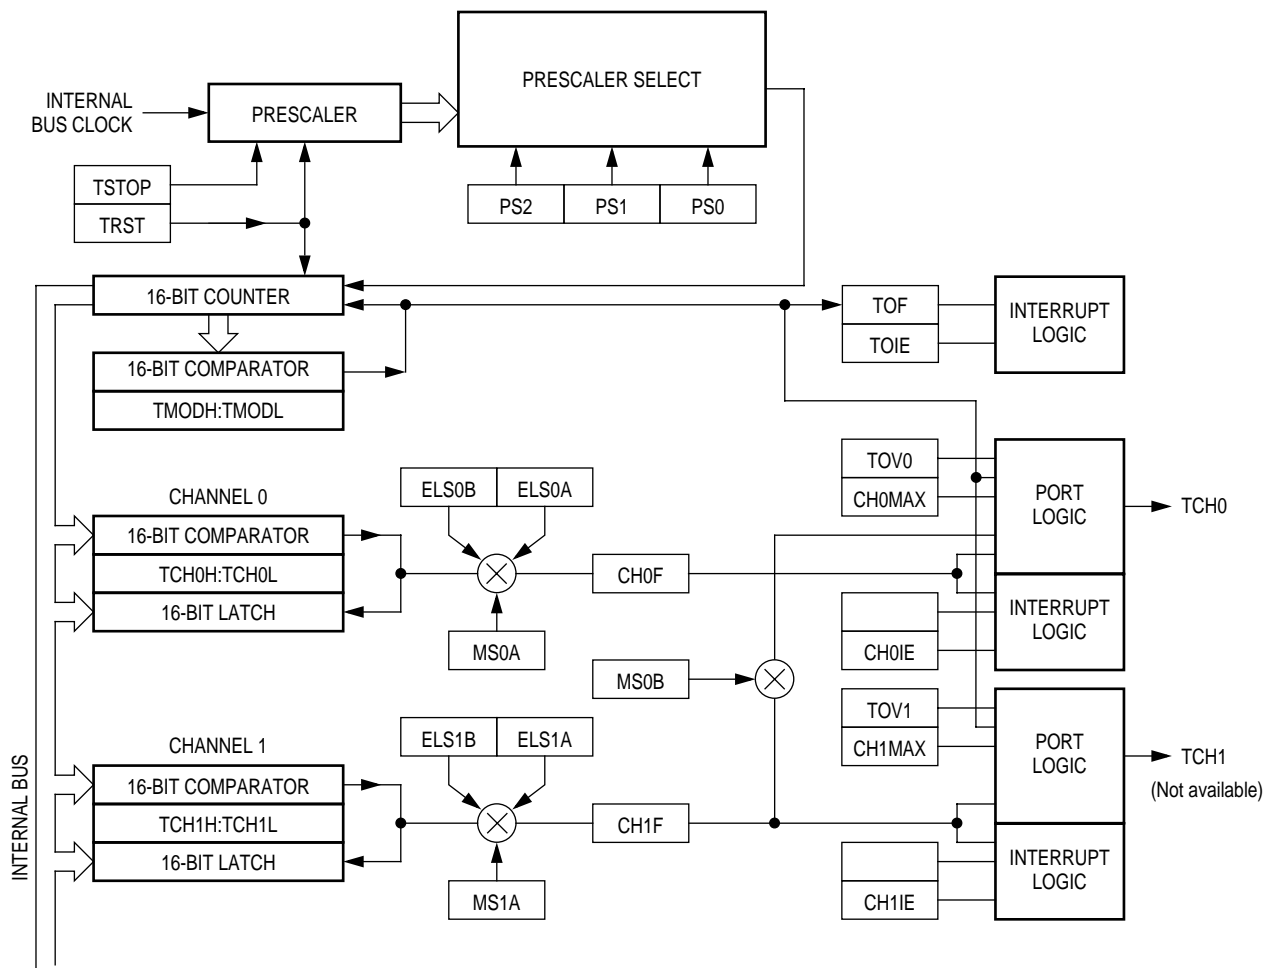 PRESCALER SELECT
INTERNAL
BUS CLOCK
PRESCALER
TSTOP
TRST
PS2
PS1
PS0
16-BIT COUNTER
16-BIT COMPARATOR
TMODH:TMODL
TOF
TOIE
INTERRUPT
LOGIC
CHANNEL 0
16-BIT COMPARATOR
TCH0H:TCH0L
16-BIT LATCH
ELS0B
ELS0A
MS0A
CH0F
TOV0
CH0MAX
PORT
LOGIC
TCH0
CH0IE
INTERRUPT
LOGIC
MS0B
CHANNEL 1
16-BIT COMPARATOR
TCH1H:TCH1L
16-BIT LATCH
ELS1B
ELS1A
MS1A
CH1F
TOV1
CH1MAX
PORT
LOGIC
TCH1
(Not available)
CH1IE
INTERRUPT
LOGIC
INTERNAL BUS